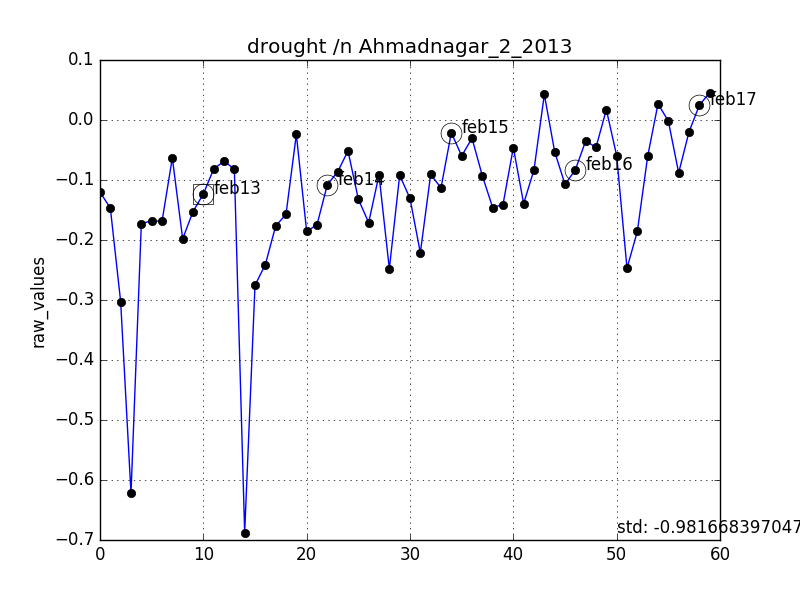 drought /n Ahmadnagar_2_2013
raw_values
0.1
0.0
−0.1
−0.2
−0.3
−0.4
−0.5
−0.6
−0.7
feb13
feb14
feb15
feb16
feb17
std: -0.981668397047
0 10 20 30 40 50 60